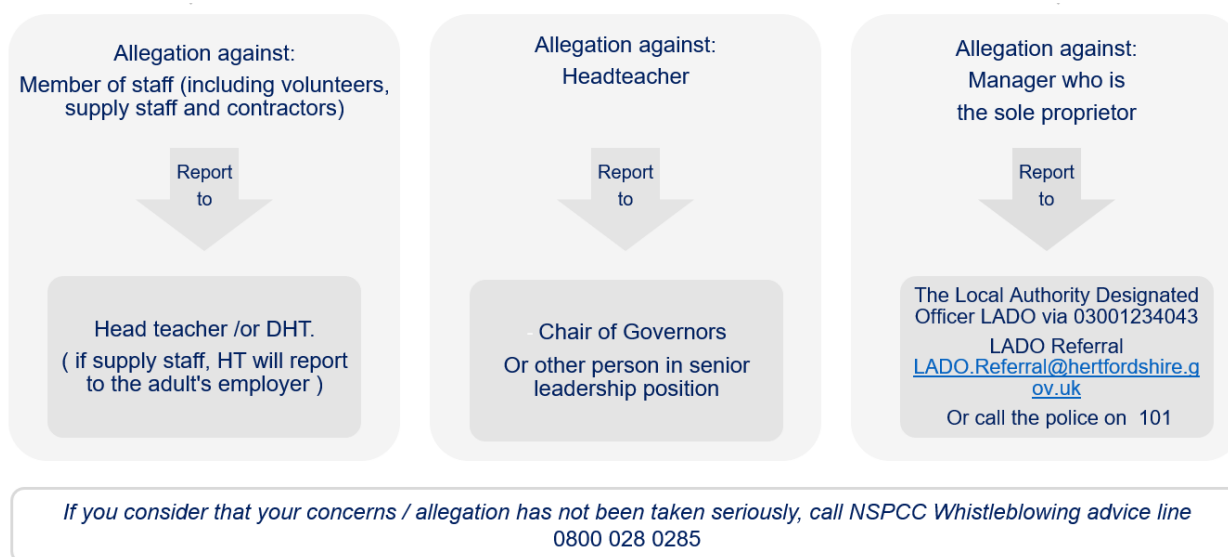 Allegation against:
Member of staff (including volunteers,
supply staff and contractors)
Report
to
Head teacher /or DHT.
( if supply staff, HT will report
to the adult's employer )
Allegation against:
Headteacher
Report
to
- Chair of Governors
Or other person in senior
leadership position
Allegation against:
Manager who is
the sole proprietor
Report
to
The Local Authority Designated
Officer LADO via 03001234043
LADO Referral
LADO.Referral@hertfordshire.g
ov.uk
Or call the police on  101
If you consider that your concerns / allegation has not been taken seriously, call NSPCC Whistleblowing advice line
0800 028 0285